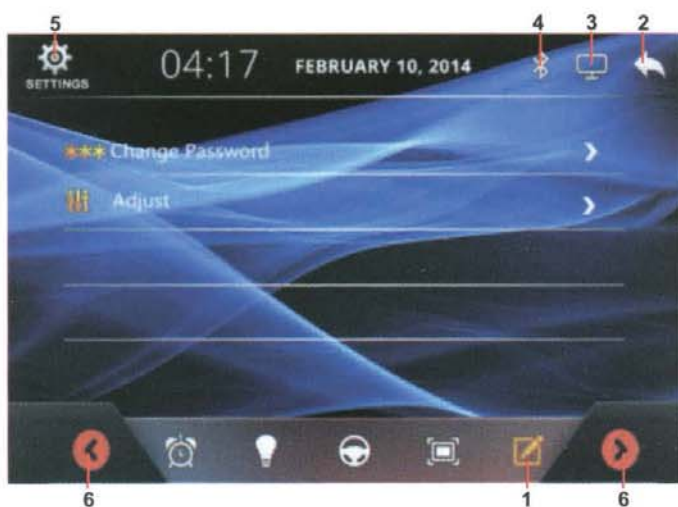 5 4 3 2
04:17 FEBRUARY 10, 2014
SETTINGS
*** Change Password
Adjust
6 1 6